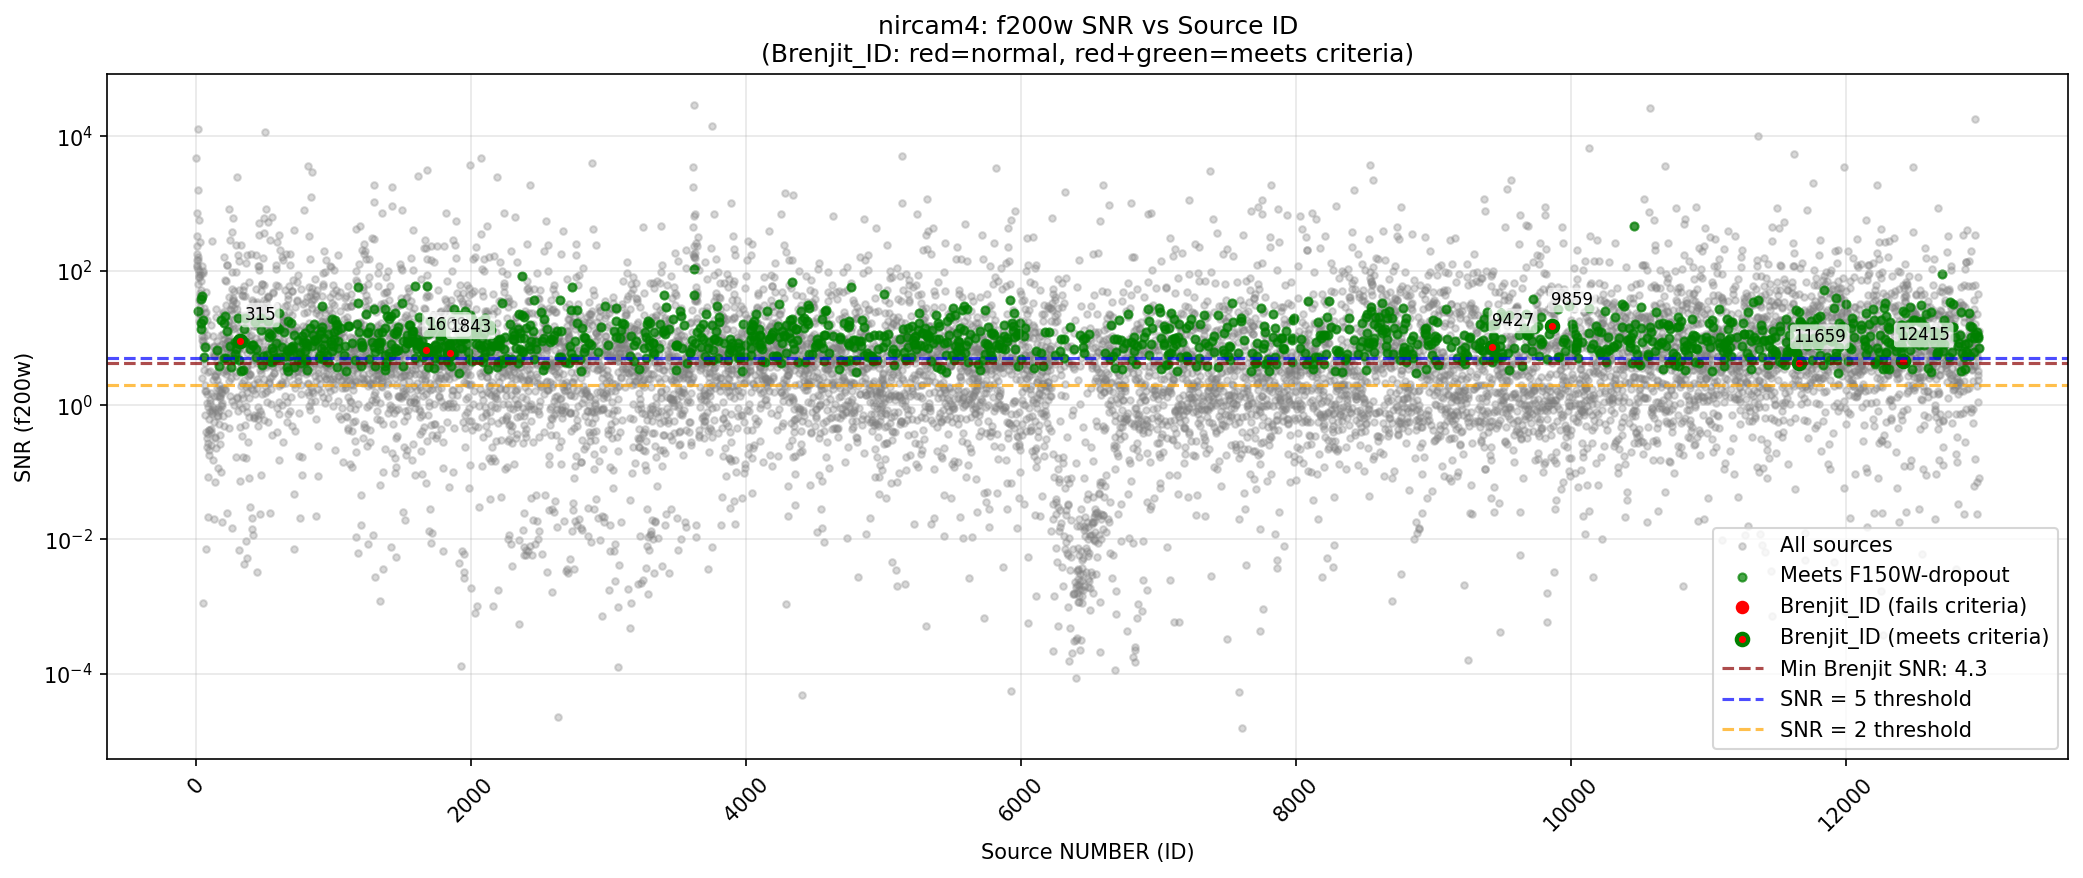 nircam4: f200w SNR vs Source ID
(Brenjit_ID: red=normal, red+green=meets criteria)
SNR (f200w)
10⁴
10²
10⁰
10⁻²
10⁻⁴
315
16
1843
9427
9859
11659
12415
All sources
Meets F150W-dropout
Brenjit_ID (fails criteria)
Brenjit_ID (meets criteria)
Min Brenjit SNR: 4.3
SNR = 5 threshold
SNR = 2 threshold
0
2000
4000
6000
8000
10000
12000
Source NUMBER (ID)